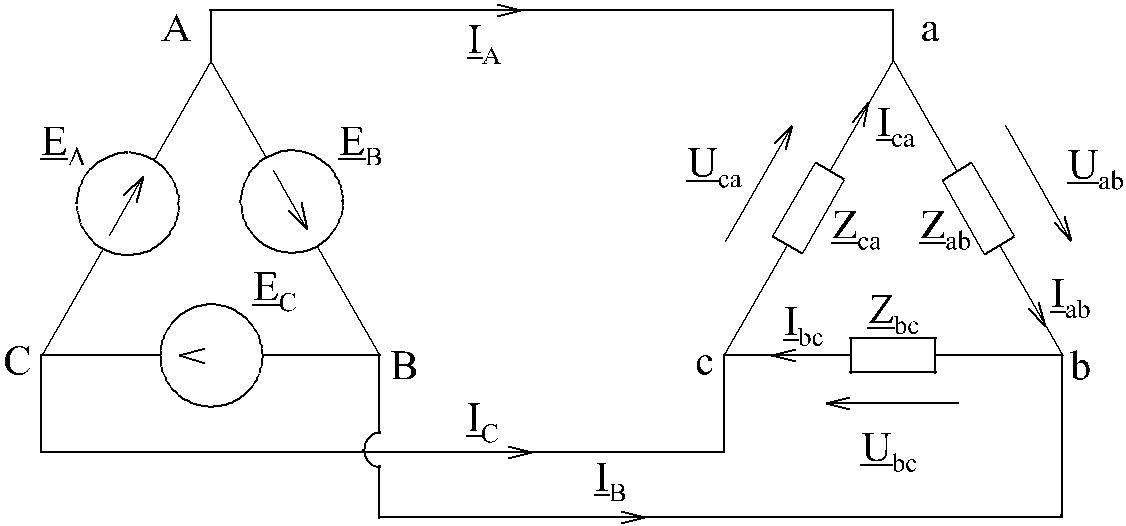 A
a
I_A
I_ca
E_A
E_B
U_ca
U_ab
Z_ca
Z_ab
E_C
I_ab
Z_bc
I_bc
C
B
c
b
I_C
U_bc
I_B